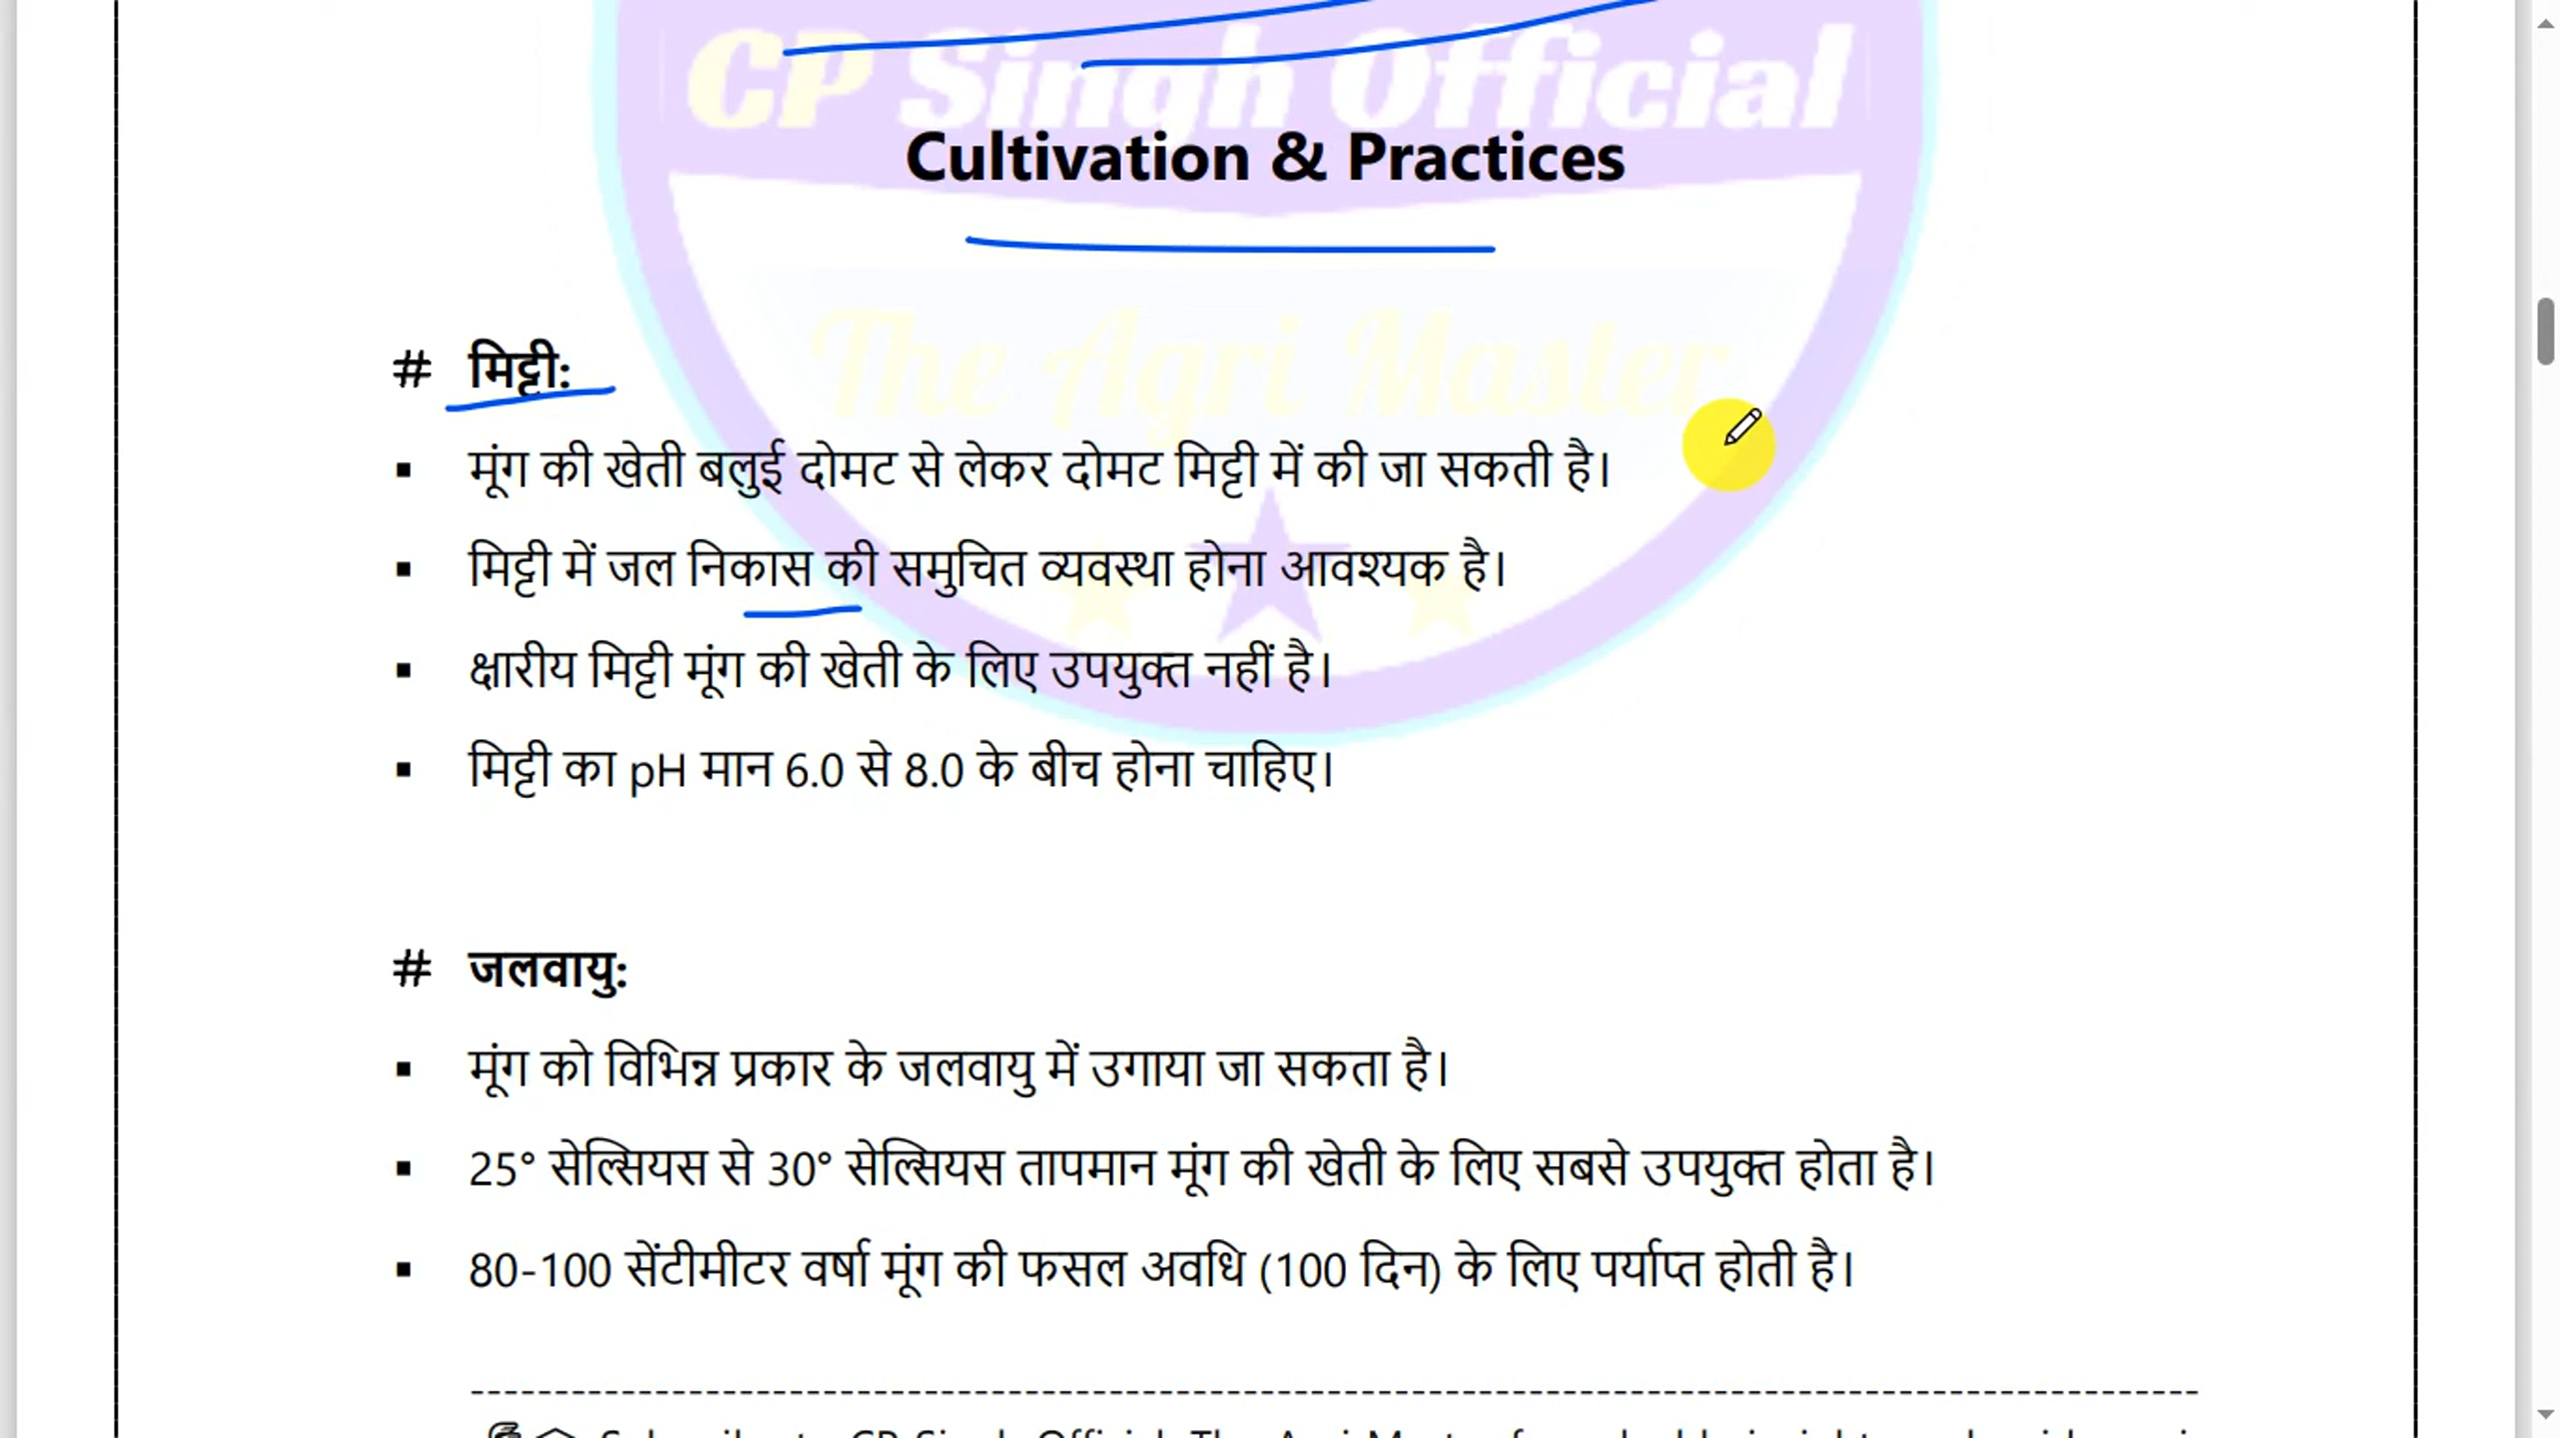 CP Singh Official
Cultivation & Practices
The Agri Master
# मिट्टी:
▪ मूंग की खेती बलुई दोमट से लेकर दोमट मिट्टी में की जा सकती है।
▪ मिट्टी में जल निकास की समुचित व्यवस्था होना आवश्यक है।
▪ क्षारीय मिट्टी मूंग की खेती के लिए उपयुक्त नहीं है।
▪ मिट्टी का pH मान 6.0 से 8.0 के बीच होना चाहिए।
# जलवायु:
▪ मूंग को विभिन्न प्रकार के जलवायु में उगाया जा सकता है।
▪ 25° सेल्सियस से 30° सेल्सियस तापमान मूंग की खेती के लिए सबसे उपयुक्त होता है।
▪ 80-100 सेंटीमीटर वर्षा मूंग की फसल अवधि (100 दिन) के लिए पर्याप्त होती है।